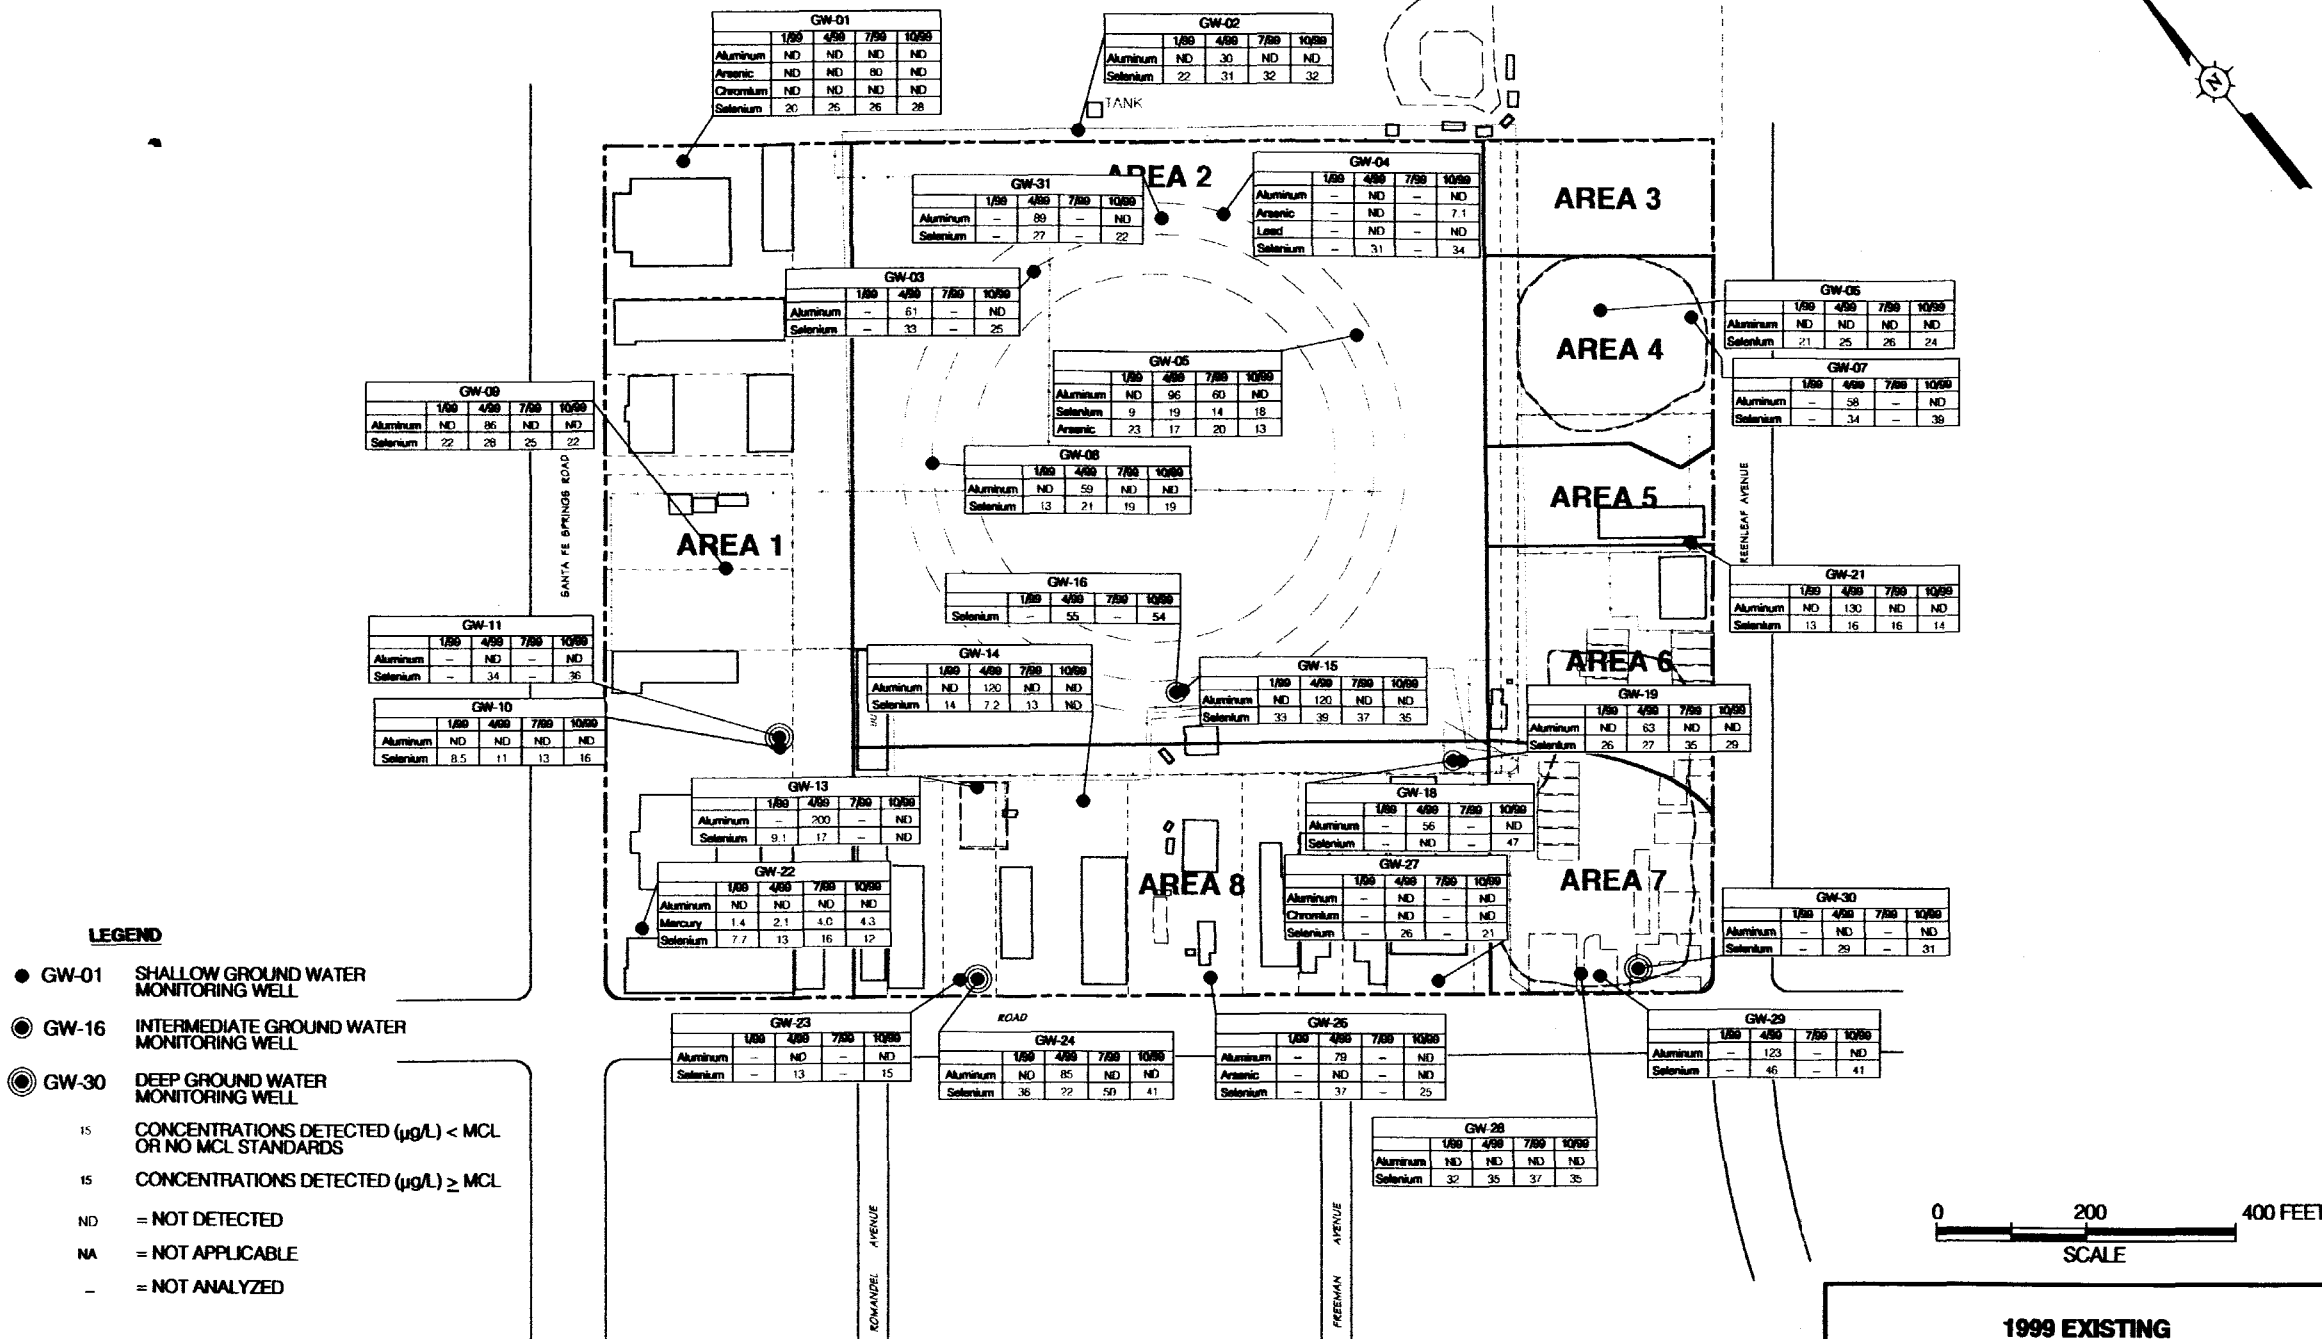 GW-01
1/99 4/99 7/99 10/99
Aluminum ND ND ND ND
Arsenic ND ND 80 ND
Chromium ND ND ND ND
Selenium 20 25 26 28
GW-02
1/99 4/99 7/99 10/99
Aluminum ND 30 ND ND
Selenium 22 31 32 32
TANK
N
AREA 2
GW-31
1/99 4/99 7/99 10/99
Aluminum – 89 – ND
Selenium – 27 – 22
GW-04
1/99 4/99 7/99 10/99
Aluminum – ND – ND
Arsenic – ND – 7.1
Lead – ND – ND
Selenium – 31 – 34
AREA 3
GW-03
1/99 4/99 7/99 10/99
Aluminum – 61 – ND
Selenium – 33 – 25
GW-06
1/99 4/99 7/99 10/99
Aluminum ND ND ND ND
Selenium 21 25 26 24
AREA 4
GW-05
1/99 4/99 7/99 10/99
Aluminum ND 96 60 ND
Selenium 9 19 14 18
Arsenic 23 17 20 13
GW-07
1/99 4/99 7/99 10/99
Aluminum – 58 – ND
Selenium – 34 – 39
GW-09
1/99 4/99 7/99 10/99
Aluminum ND 86 ND ND
Selenium 22 28 25 22
GW-08
1/99 4/99 7/99 10/99
Aluminum ND 59 ND ND
Selenium 13 21 19 19
SANTA FE SPRINGS ROAD
AREA 1
AREA 5
REENLEAF AVENUE
GW-16
1/99 4/99 7/99 10/99
Selenium – 55 – 54
GW-21
1/99 4/99 7/99 10/99
Aluminum ND 130 ND ND
Selenium 13 16 16 14
GW-11
1/99 4/99 7/99 10/99
Aluminum – ND – ND
Selenium – 34 – 36
GW-14
1/99 4/99 7/99 10/99
Aluminum ND 120 ND ND
Selenium 14 7.2 13 ND
GW-15
1/99 4/99 7/99 10/99
Aluminum ND 120 ND ND
Selenium 33 39 37 35
AREA 6
GW-19
1/99 4/99 7/99 10/99
Aluminum ND 63 ND ND
Selenium 26 27 35 29
GW-10
1/99 4/99 7/99 10/99
Aluminum ND ND ND ND
Selenium 8.5 11 13 16
GW-13
1/99 4/99 7/99 10/99
Aluminum – 200 – ND
Selenium 9.1 17 – ND
GW-18
1/99 4/99 7/99 10/99
Aluminum – 56 – ND
Selenium – ND – 47
GW-22
1/99 4/99 7/99 10/99
Aluminum ND ND ND ND
Mercury 1.4 2.1 4.0 4.3
Selenium 7.7 13 16 12
AREA 8
GW-27
1/99 4/99 7/99 10/99
Aluminum – ND – ND
Chromium – ND – ND
Selenium – 26 – 21
AREA 7
GW-30
1/99 4/99 7/99 10/99
Aluminum – ND – ND
Selenium – 29 – 31
GW-23
1/99 4/99 7/99 10/99
Aluminum – ND – ND
Selenium – 13 – 15
ROAD
GW-24
1/99 4/99 7/99 10/99
Aluminum ND 85 ND ND
Selenium 36 22 50 41
GW-26
1/99 4/99 7/99 10/99
Aluminum – 79 – ND
Arsenic – ND – ND
Selenium – 37 – 25
GW-29
1/99 4/99 7/99 10/99
Aluminum – 123 – ND
Selenium – 46 – 41
GW-28
1/99 4/99 7/99 10/99
Aluminum ND ND ND ND
Selenium 32 35 37 35
ROMANDEL AVENUE
FREEMAN AVENUE
LEGEND
GW-01 SHALLOW GROUND WATER
MONITORING WELL
GW-16 INTERMEDIATE GROUND WATER
MONITORING WELL
GW-30 DEEP GROUND WATER
MONITORING WELL
15 CONCENTRATIONS DETECTED (µg/L) < MCL
OR NO MCL STANDARDS
15 CONCENTRATIONS DETECTED (µg/L) ≥ MCL
ND = NOT DETECTED
NA = NOT APPLICABLE
– = NOT ANALYZED
0 200 400 FEET
SCALE
1999 EXISTING